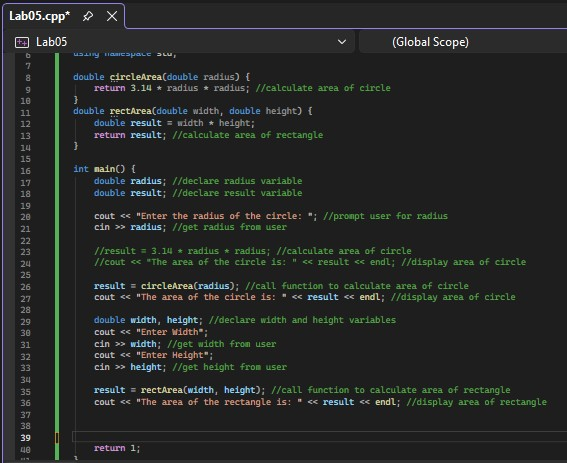 Lab05.cpp*
Lab05 (Global Scope)
6 using namespace std;
7
8 double circleArea(double radius) {
9 return 3.14 * radius * radius; //calculate area of circle
10 }
11 double rectArea(double width, double height) {
12 double result = width * height;
13 return result; //calculate area of rectangle
14 }
15
16 int main() {
17 double radius; //declare radius variable
18 double result; //declare result variable
19
20 cout << "Enter the radius of the circle: "; //prompt user for radius
21 cin >> radius; //get radius from user
22
23 //result = 3.14 * radius * radius; //calculate area of circle
24 //cout << "The area of the circle is: " << result << endl; //display area of circle
25
26 result = circleArea(radius); //call function to calculate area of circle
27 cout << "The area of the circle is: " << result << endl; //display area of circle
28
29 double width, height; //declare width and height variables
30 cout << "Enter Width";
31 cin >> width; //get width from user
32 cout << "Enter Height";
33 cin >> height; //get height from user
34
35 result = rectArea(width, height); //call function to calculate area of rectangle
36 cout << "The area of the rectangle is: " << result << endl; //display area of rectangle
37
38
39
40 return 1;
41 }